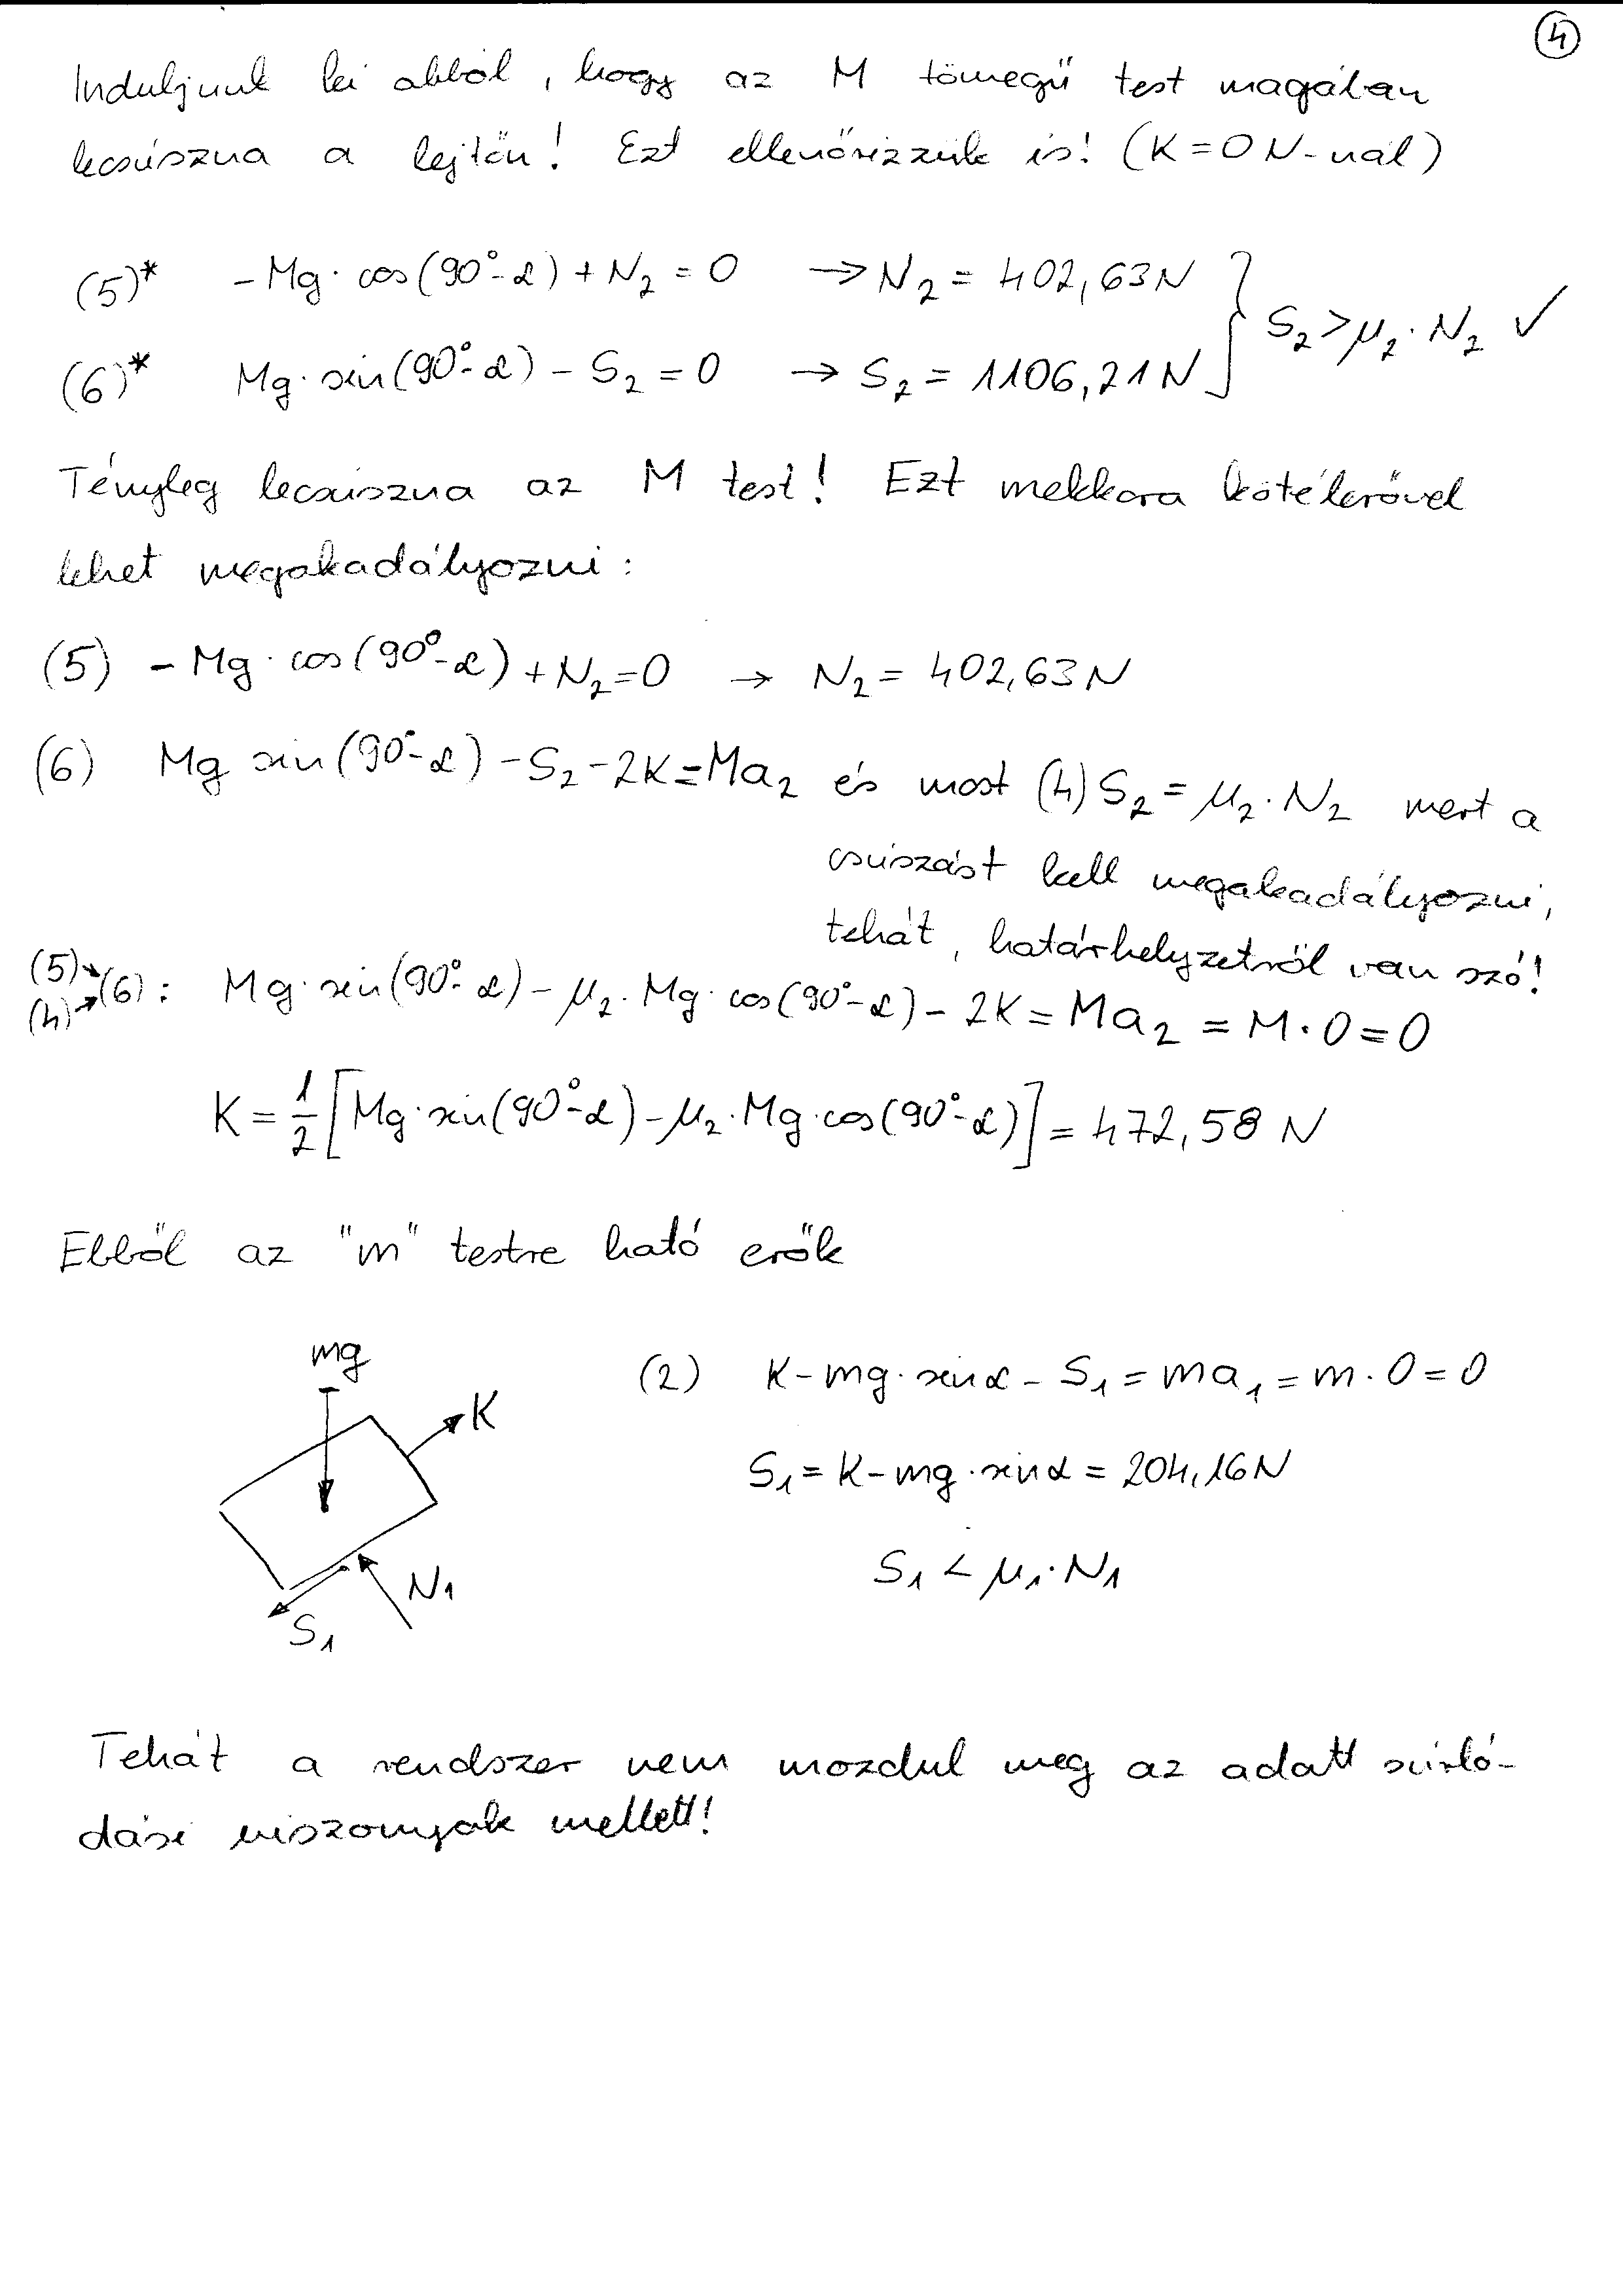 4
Induljunk ki abból, hogy az M tömegű test magában
lecsúszna a lejtőn! Ezt ellenőrizzük is! (K=0N-nál)
(5)* -Mg·cos(90°-α)+N₂=0 → N₂=402,63N
S₂>μ₂·N₂ ✓
(6)* Mg·sin(90°-α)-S₂=0 → S₂=1106,21N
Tényleg lecsúszna az M test! Ezt mekkora kötélerővel
lehet megakadályozni:
(5) -Mg·cos(90°-α)+N₂=0 → N₂=402,63N
(6) Mg sin(90°-α)-S₂-2K=Ma₂ és most (4) S₂=μ₂·N₂ mert a
csúszást kell megakadályozni,
tehát, határhelyzetről van szó!
(5)→
(4)→(6): Mg·sin(90°-α)-μ₂·Mg·cos(90°-α)-2K=Ma₂=M·0=0
K=1/2[Mg·sin(90°-α)-μ₂·Mg·cos(90°-α)]=472,58 N
Ebből az "m" testre ható erők
mg
(2) K-mg·sinα-S₁=ma₁=m·0=0
K
S₁=K-mg·sinα=204,16N
S₁<μ₁·N₁
N₁
S₁
Tehát a rendszer nem mozdul meg az adott súrló-
dási viszonyok mellett!